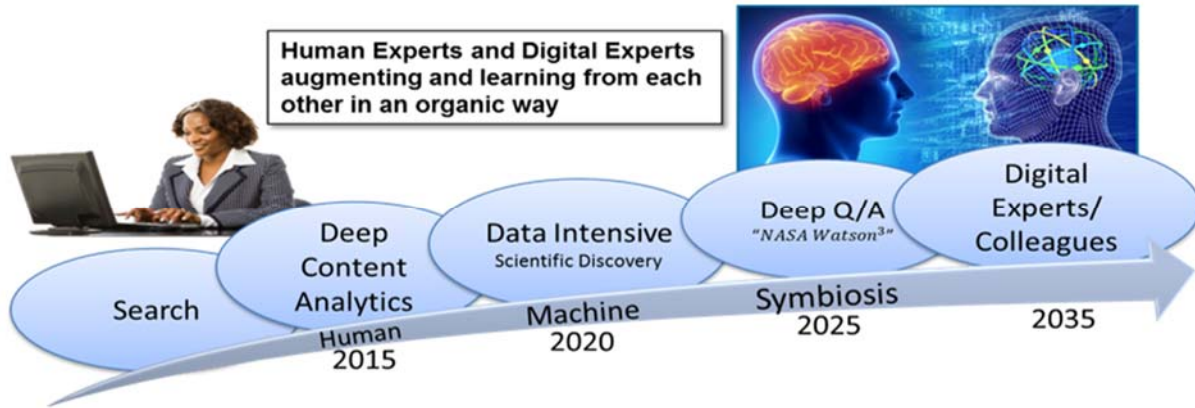 Human Experts and Digital Experts
augmenting and learning from each
other in an organic way
Search
Deep
Content
Analytics
Data Intensive
Scientific Discovery
Deep Q/A
"NASA Watson³"
Digital
Experts/
Colleagues
Human Machine Symbiosis
2015 2020 2025 2035